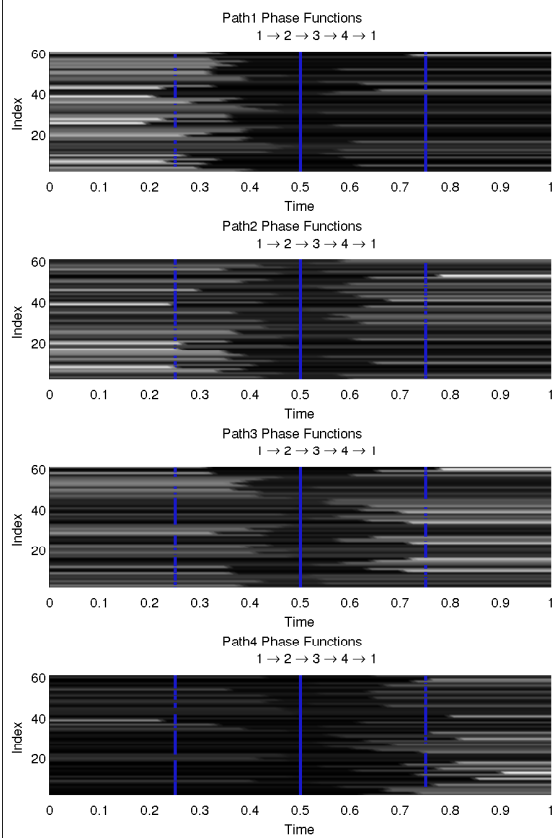 Path1 Phase Functions
1 → 2 → 3 → 4 → 1
60
40
20
Index
0 0.1 0.2 0.3 0.4 0.5 0.6 0.7 0.8 0.9 1
Time
Path2 Phase Functions
1 → 2 → 3 → 4 → 1
60
40
20
Index
0 0.1 0.2 0.3 0.4 0.5 0.6 0.7 0.8 0.9 1
Time
Path3 Phase Functions
1 → 2 → 3 → 4 → 1
60
40
20
Index
0 0.1 0.2 0.3 0.4 0.5 0.6 0.7 0.8 0.9 1
Time
Path4 Phase Functions
1 → 2 → 3 → 4 → 1
60
40
20
Index
0 0.1 0.2 0.3 0.4 0.5 0.6 0.7 0.8 0.9 1
Time